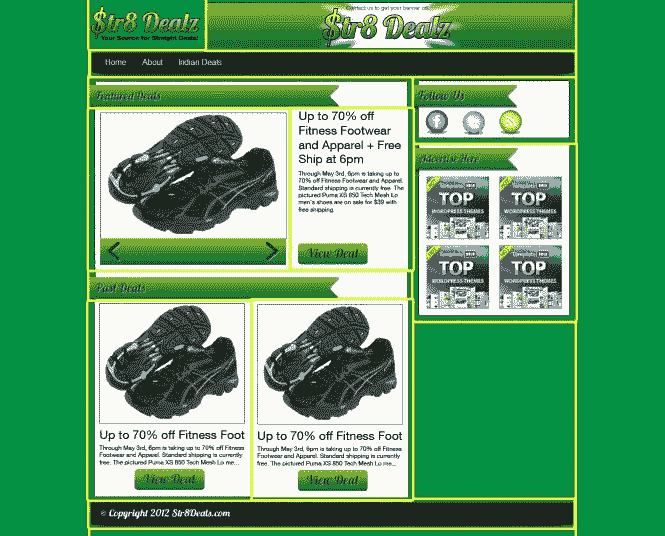 $tr8 Dealz
Your Source for Straight Deals!
Contact us to get your banner on
$tr8 Dealz
Home About Indian Deals
Featured Deals
Follow Us
Up to 70% off
Fitness Footwear
and Apparel + Free
Ship at 6pm
Through May 3rd, 6pm is taking up to
70% off Fitness Footwear and Apparel.
Standard shipping is currently free. The
pictured Puma XS 850 Tech Mesh Lo
men's shoes are on sale for $39 with
free shipping.
View Deal
Advertise Here
TOP
WORDPRESS THEMES
TOP
WORDPRESS THEMES
TOP
WORDPRESS THEMES
TOP
WORDPRESS THEMES
Past Deals
Up to 70% off Fitness Foot
Through May 3rd, 6pm is taking up to 70% off Fitness
Footwear and Apparel. Standard shipping is currently
free. The pictured Puma XS 850 Tech Mesh Lo me...
View Deal
Up to 70% off Fitness Foot
Through May 3rd, 6pm is taking up to 70% off Fitness
Footwear and Apparel. Standard shipping is currently
free. The pictured Puma XS 850 Tech Mesh Lo me...
View Deal
© Copyright 2012 Str8Deals.com